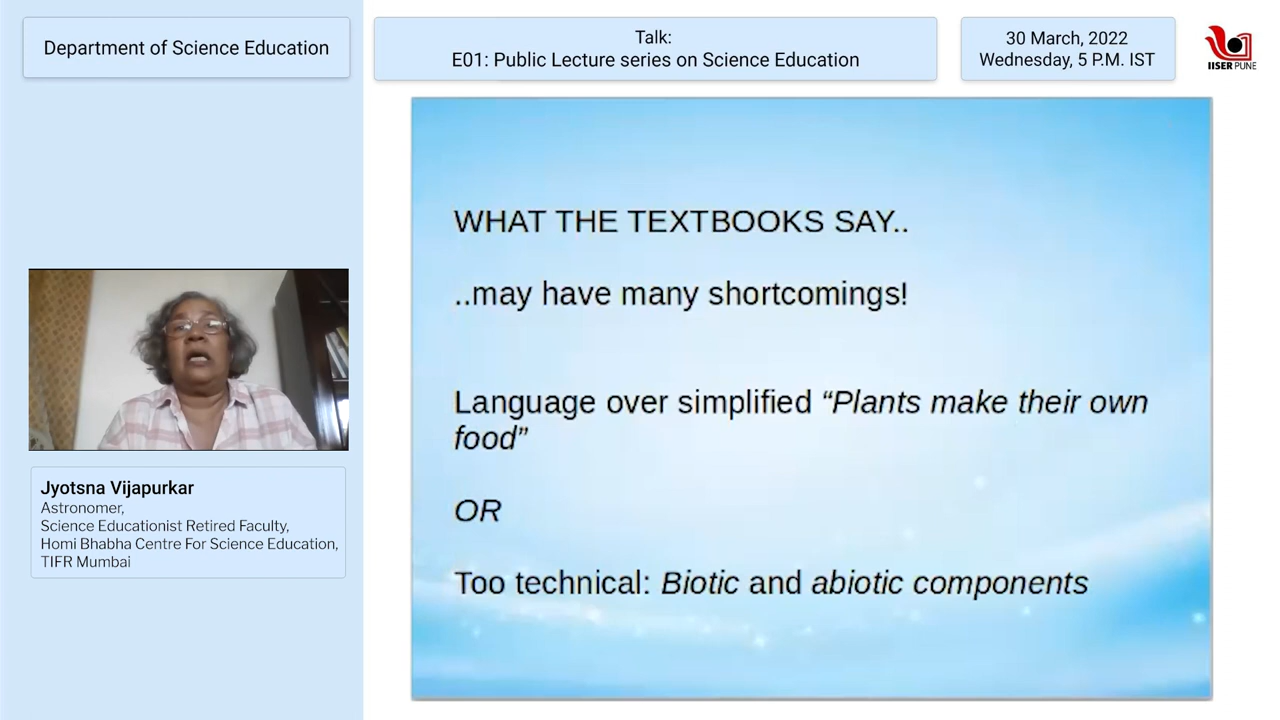 Department of Science Education
Talk:
E01: Public Lecture series on Science Education
30 March, 2022
Wednesday, 5 P.M. IST
IISER PUNE
WHAT THE TEXTBOOKS SAY..
..may have many shortcomings!
Language over simplified “Plants make their own
food”
OR
Too technical: Biotic and abiotic components
Jyotsna Vijapurkar
Astronomer,
Science Educationist Retired Faculty,
Homi Bhabha Centre For Science Education,
TIFR Mumbai